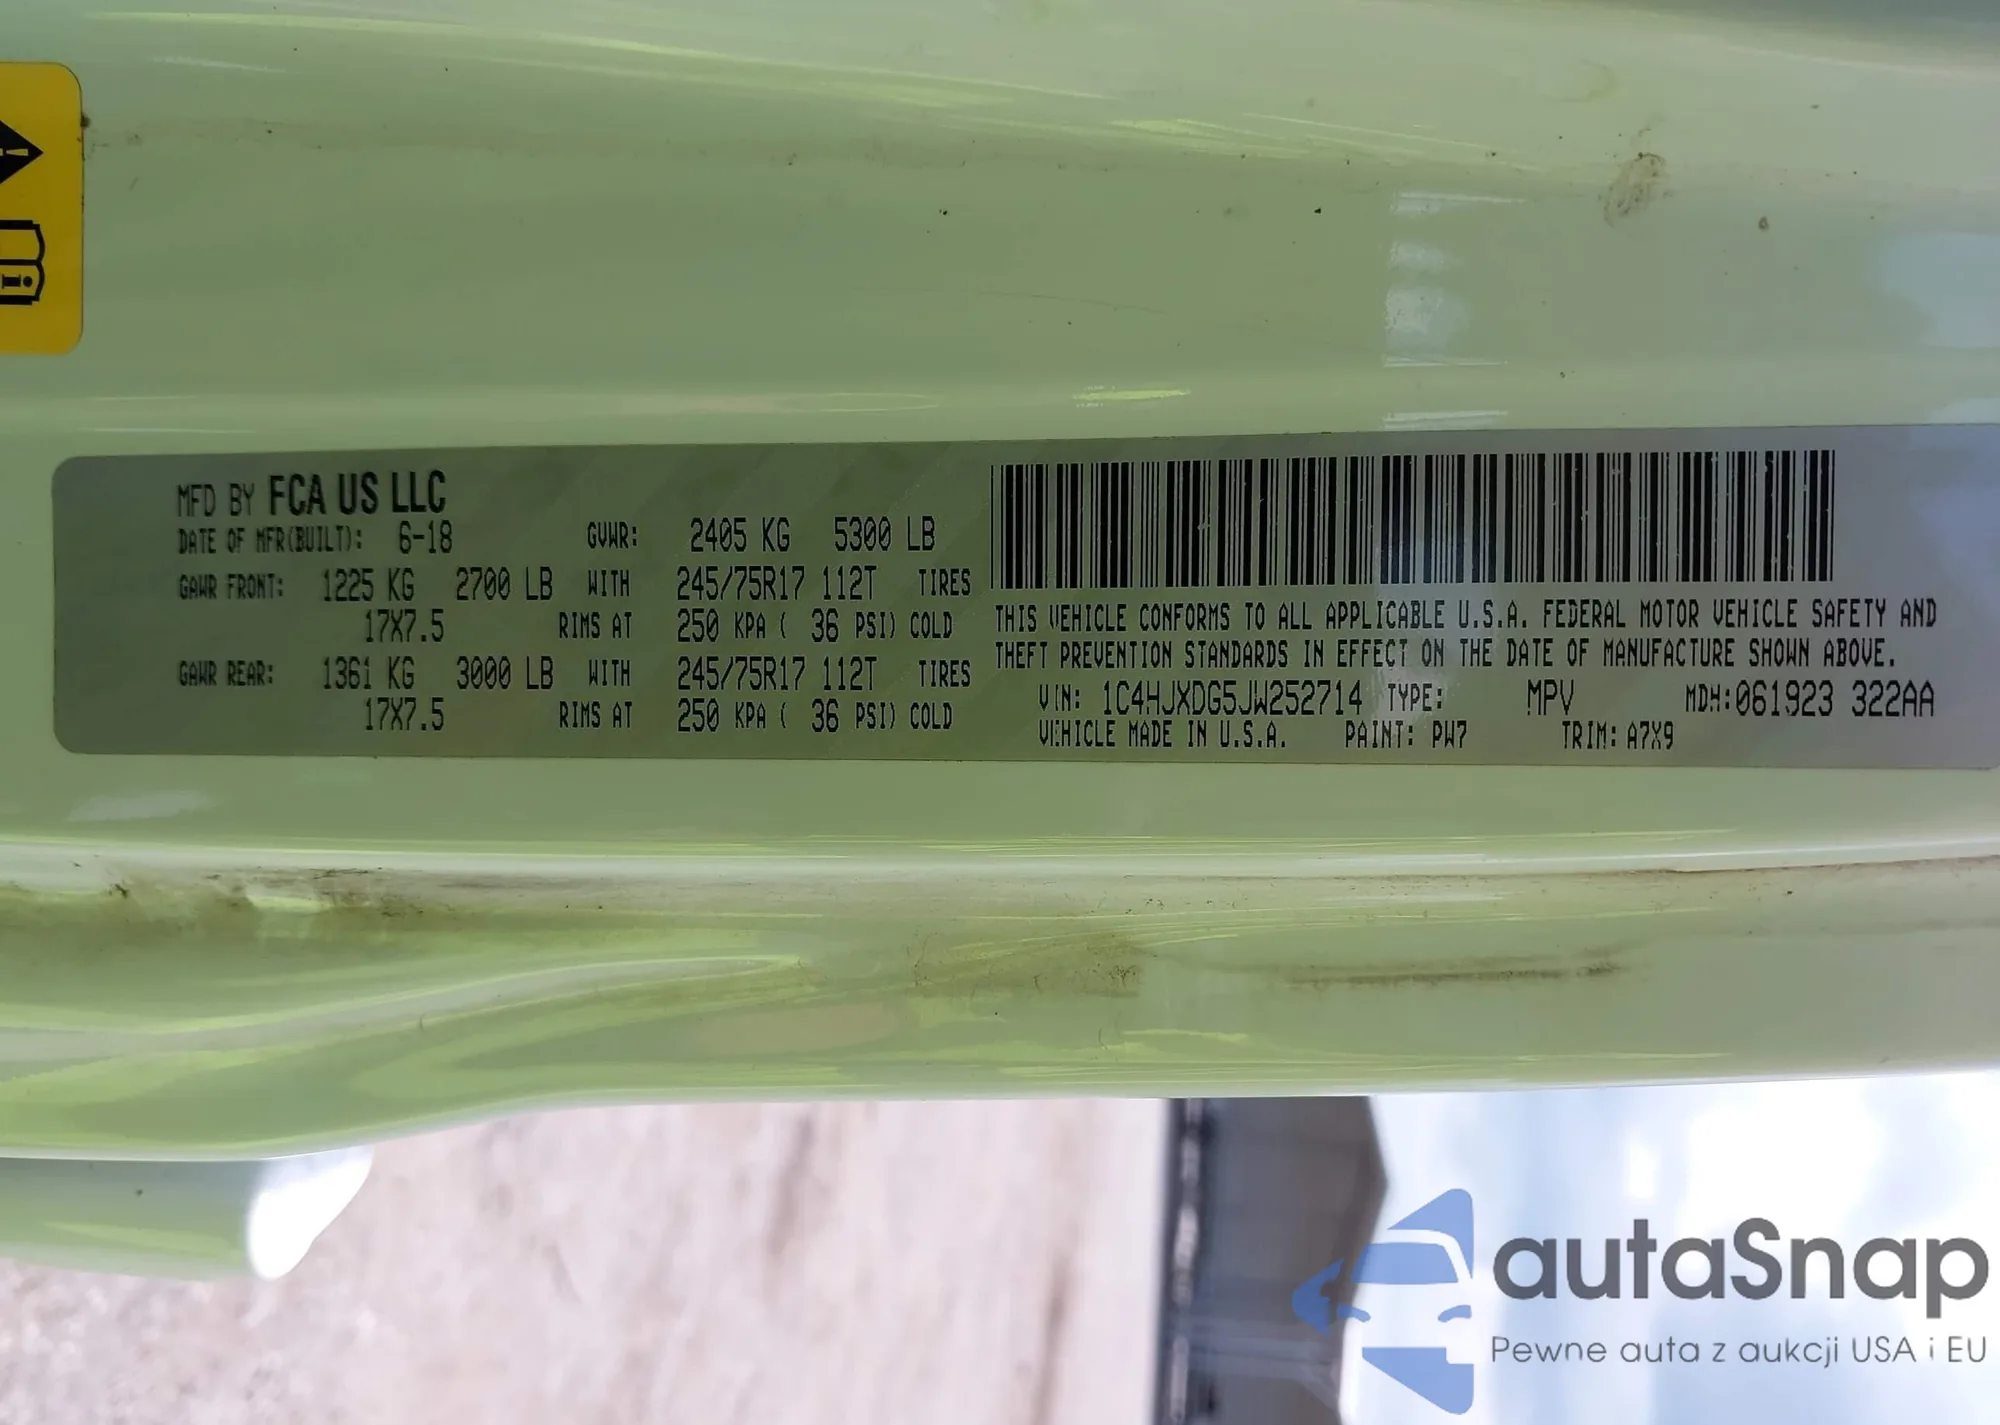 MFD BY FCA US LLC
DATE OF MFR(BUILT): 6-18 GVWR: 2405 KG 5300 LB
GAWR FRONT: 1225 KG 2700 LB WITH 245/75R17 112T TIRES
17X7.5 RIMS AT 250 KPA ( 36 PSI) COLD
GAWR REAR: 1361 KG 3000 LB WITH 245/75R17 112T TIRES
17X7.5 RIMS AT 250 KPA ( 36 PSI) COLD
THIS VEHICLE CONFORMS TO ALL APPLICABLE U.S.A. FEDERAL MOTOR VEHICLE SAFETY AND
THEFT PREVENTION STANDARDS IN EFFECT ON THE DATE OF MANUFACTURE SHOWN ABOVE.
VIN: 1C4HJXDG5JW252714 TYPE: MPV MDH:061923 322AA
VEHICLE MADE IN U.S.A. PAINT: PW7 TRIM: A7X9
autaSnap
Pewne auta z aukcji USA i EU